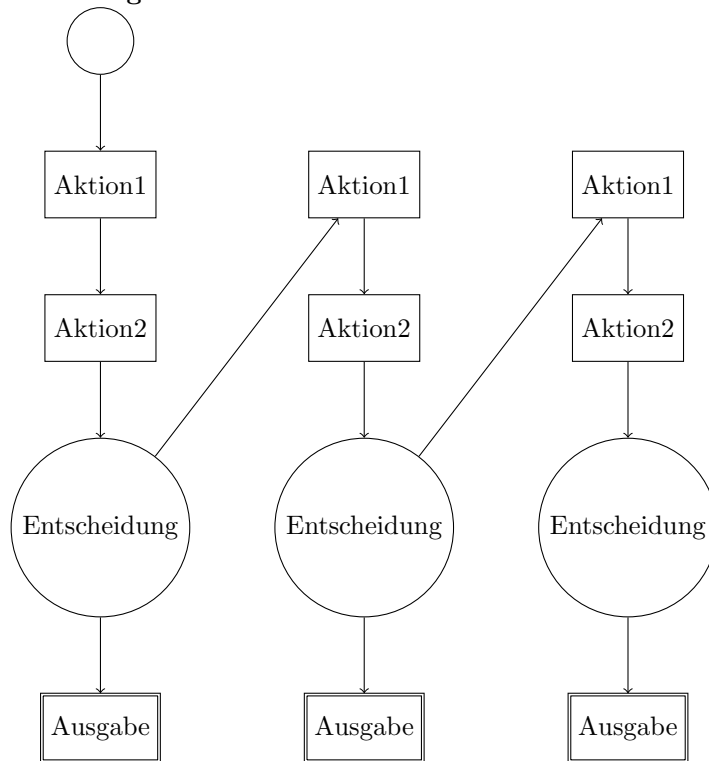 Aktion1
Aktion2
Entscheidung
Ausgabe
Aktion1
Aktion2
Entscheidung
Ausgabe
Aktion1
Aktion2
Entscheidung
Ausgabe